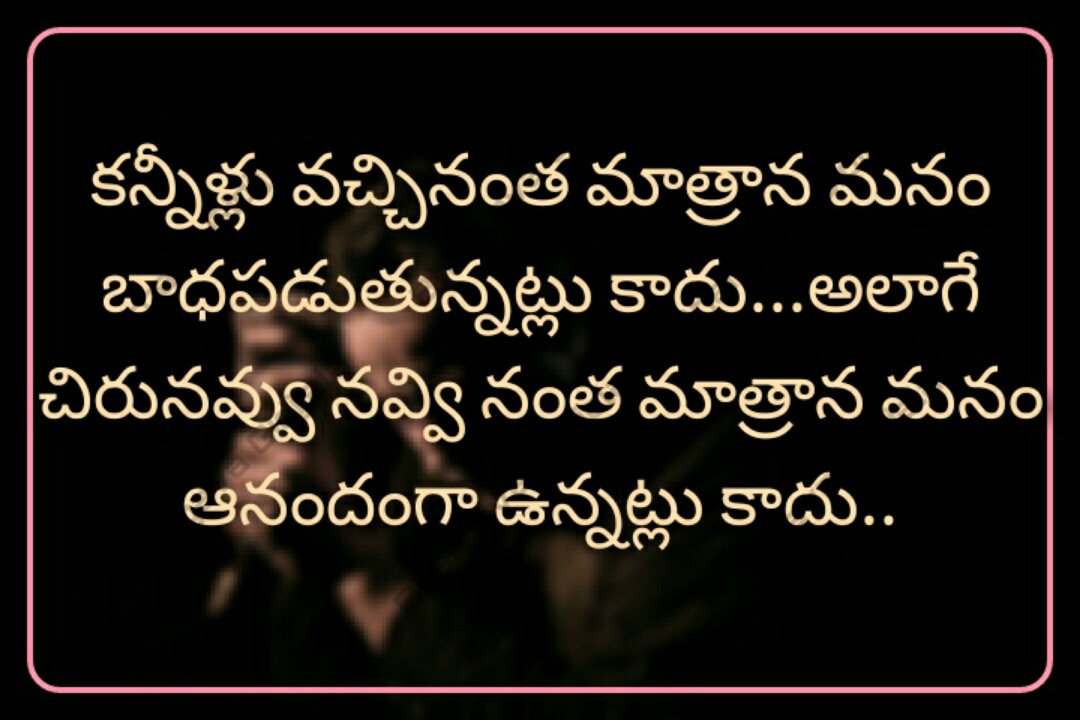 కన్నీళ్లు వచ్చినంత మాత్రాన మనం
బాధపడుతున్నట్లు కాదు...అలాగే
చిరునవ్వు నవ్వి నంత మాత్రాన మనం
ఆనందంగా ఉన్నట్లు కాదు..